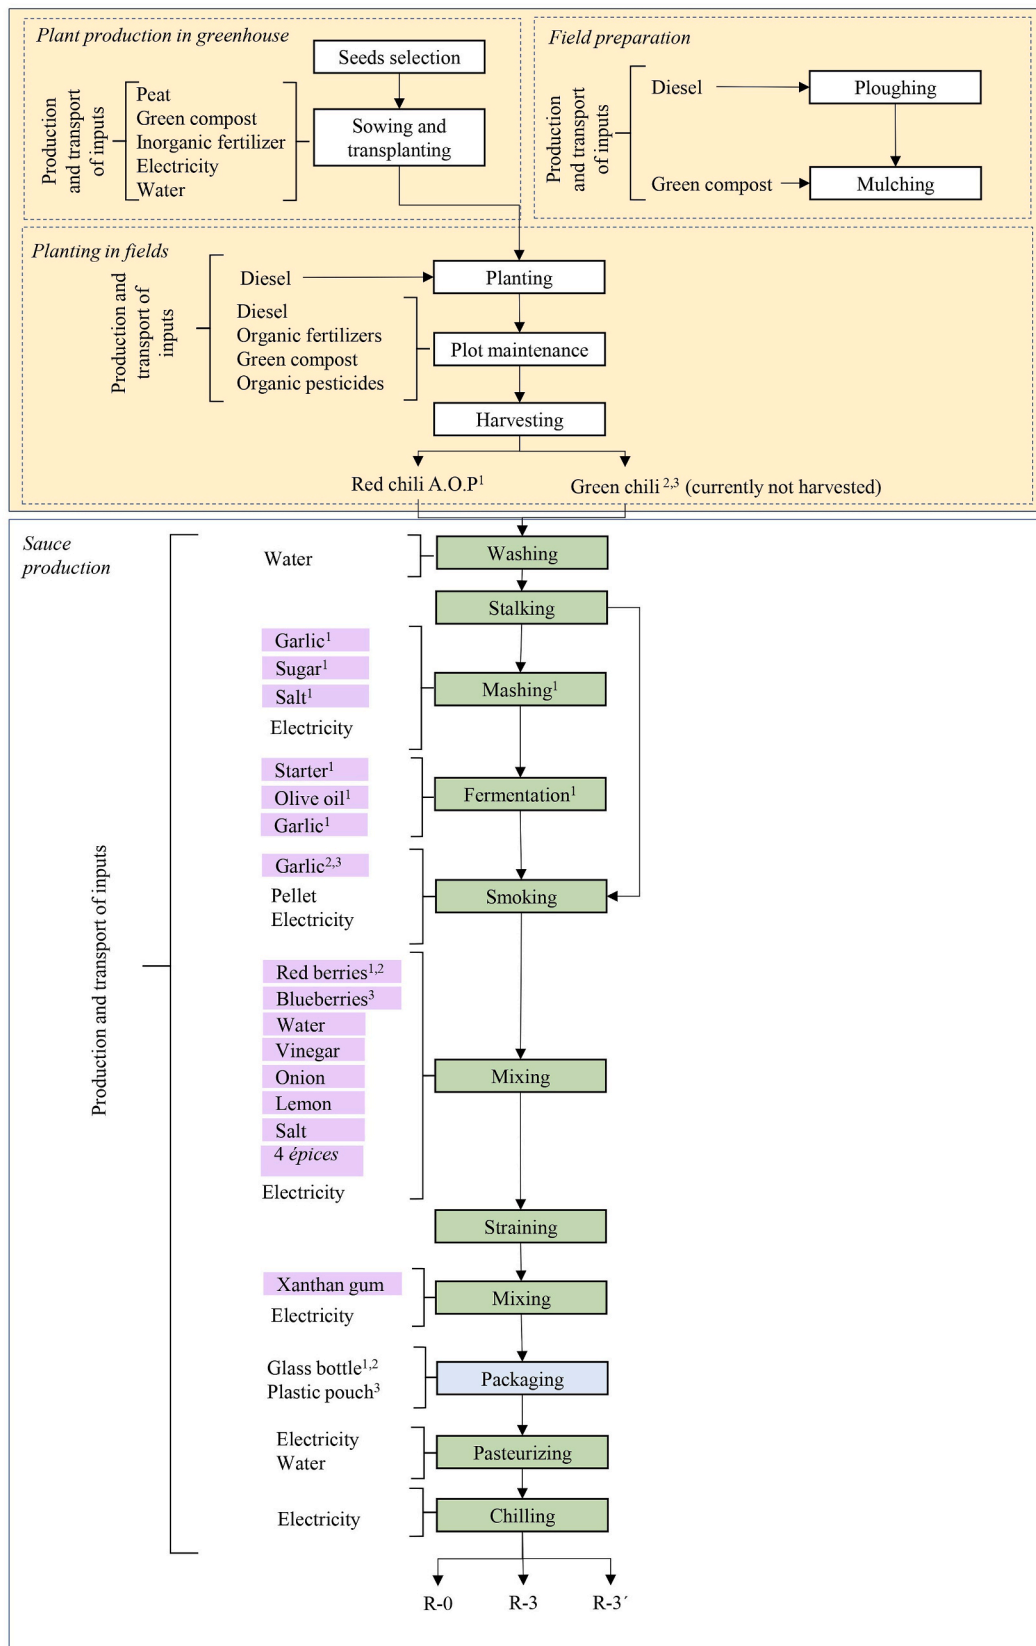 Plant production in greenhouse
Seeds selection
Production
and transport
of inputs
Peat
Green compost
Inorganic fertilizer
Electricity
Water
Sowing and
transplanting
Field preparation
Production
and transport
of inputs
Diesel
Ploughing
Green compost
Mulching
Planting in fields
Production and
transport of
inputs
Diesel
Planting
Diesel
Organic fertilizers
Green compost
Organic pesticides
Plot maintenance
Harvesting
Red chili A.O.P¹
Green chili ²,³ (currently not harvested)
Sauce
production
Production and transport of inputs
Water
Washing
Stalking
Garlic¹
Sugar¹
Salt¹
Electricity
Mashing¹
Starter¹
Olive oil¹
Garlic¹
Fermentation¹
Garlic²,³
Pellet
Electricity
Smoking
Red berries¹,²
Blueberries³
Water
Vinegar
Onion
Lemon
Salt
4 épices
Electricity
Mixing
Straining
Xanthan gum
Electricity
Mixing
Glass bottle¹,²
Plastic pouch³
Packaging
Electricity
Water
Pasteurizing
Electricity
Chilling
R-0
R-3
R-3´